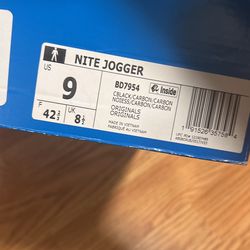 NITE JOGGER
US
9
F
42⅔
UK
8½
BD7954
Inside
CBLACK/CARBON/CARBON
NOIESS/CARBON/CARBON
ORIGINALS
ORIGINALS
MADE IN VIETNAM
FABRIQUÉ AU VIETNAM